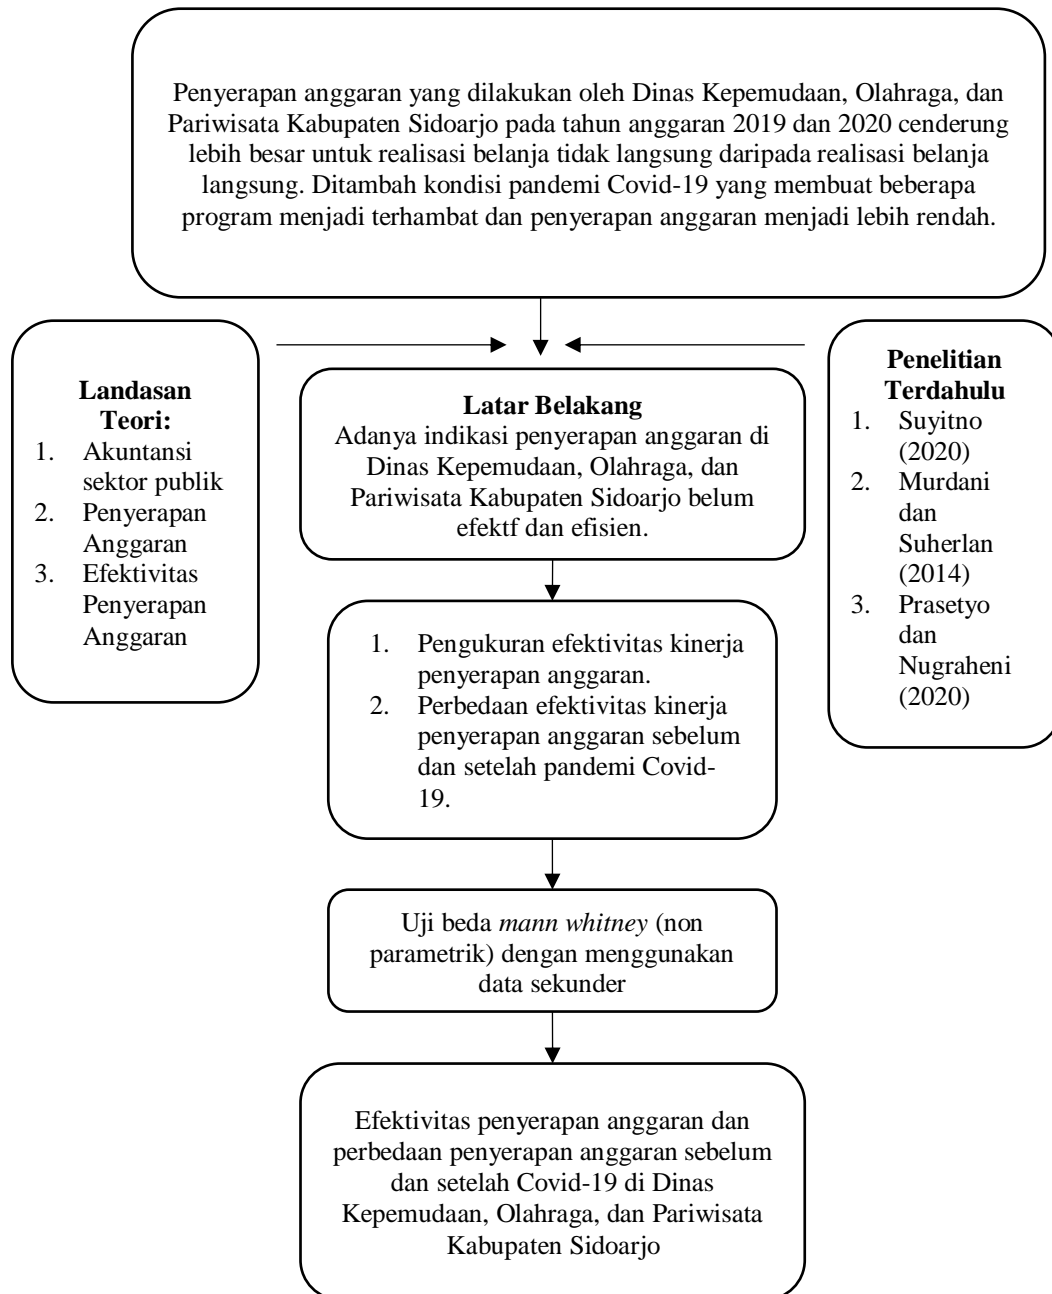 Penyerapan anggaran yang dilakukan oleh Dinas Kepemudaan, Olahraga, dan
Pariwisata Kabupaten Sidoarjo pada tahun anggaran 2019 dan 2020 cenderung
lebih besar untuk realisasi belanja tidak langsung daripada realisasi belanja
langsung. Ditambah kondisi pandemi Covid-19 yang membuat beberapa
program menjadi terhambat dan penyerapan anggaran menjadi lebih rendah.
Landasan
Teori:
1. Akuntansi
sektor publik
2. Penyerapan
Anggaran
3. Efektivitas
Penyerapan
Anggaran
Latar Belakang
Adanya indikasi penyerapan anggaran di
Dinas Kepemudaan, Olahraga, dan
Pariwisata Kabupaten Sidoarjo belum
efektf dan efisien.
Penelitian
Terdahulu
1. Suyitno
(2020)
2. Murdani
dan
Suherlan
(2014)
3. Prasetyo
dan
Nugraheni
(2020)
1. Pengukuran efektivitas kinerja
penyerapan anggaran.
2. Perbedaan efektivitas kinerja
penyerapan anggaran sebelum
dan setelah pandemi Covid-
19.
Uji beda mann whitney (non
parametrik) dengan menggunakan
data sekunder
Efektivitas penyerapan anggaran dan
perbedaan penyerapan anggaran sebelum
dan setelah Covid-19 di Dinas
Kepemudaan, Olahraga, dan Pariwisata
Kabupaten Sidoarjo